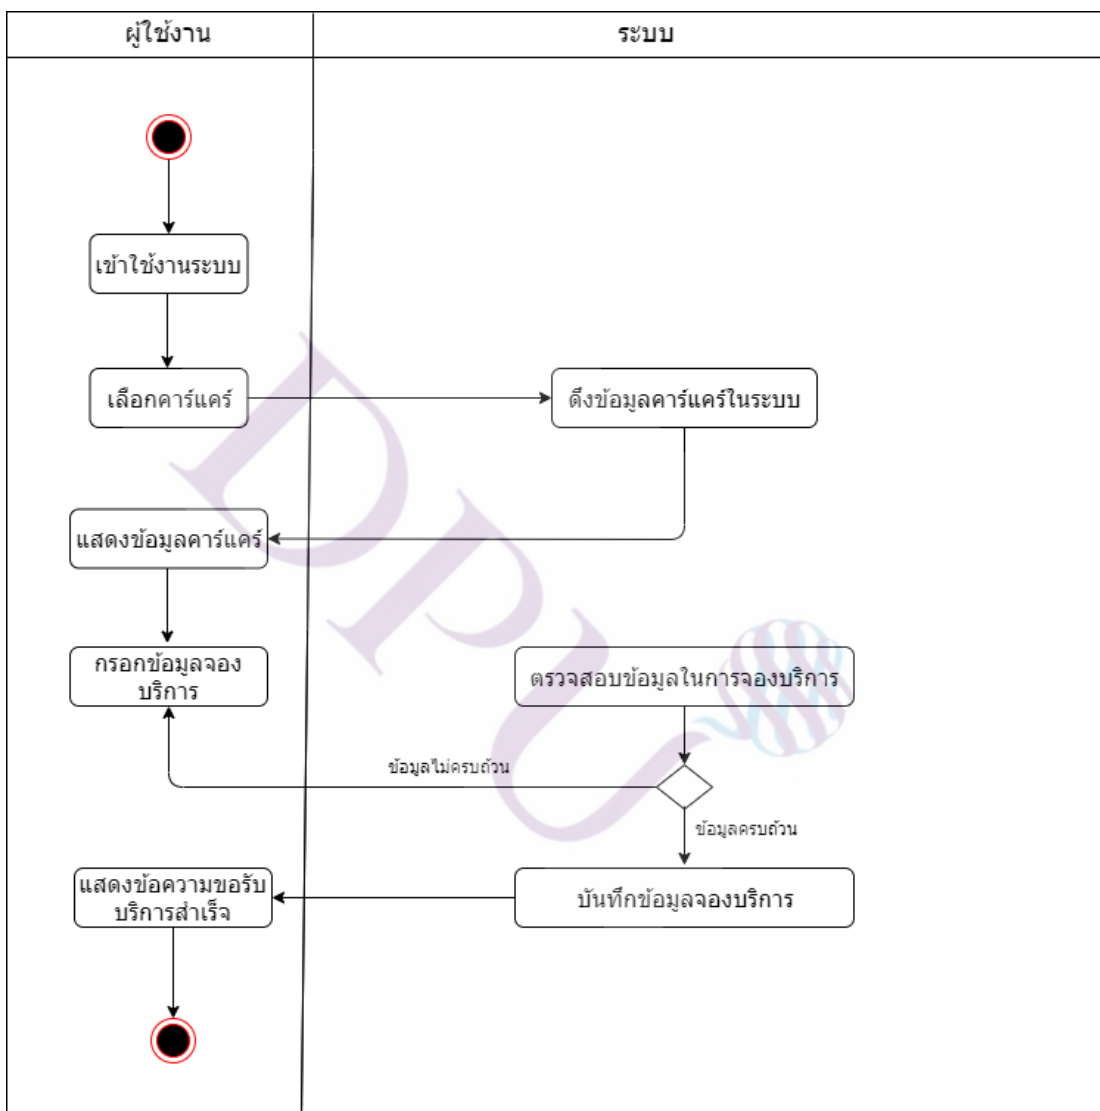 ผู้ใช้งาน
ระบบ
เข้าใช้งานระบบ
เลือกคาร์แคร์
ดึงข้อมูลคาร์แคร์ในระบบ
แสดงข้อมูลคาร์แคร์
กรอกข้อมูลจอง
บริการ
ตรวจสอบข้อมูลในการจองบริการ
ข้อมูลไม่ครบถ้วน
ข้อมูลครบถ้วน
แสดงข้อความขอรับ
บริการสำเร็จ
บันทึกข้อมูลจองบริการ
DPU